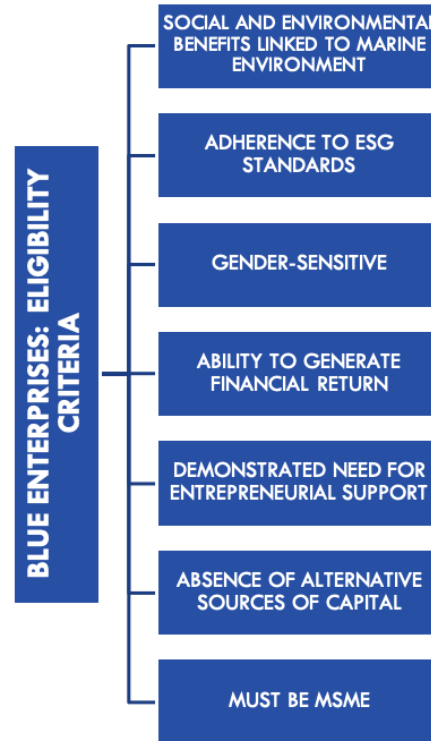 BLUE ENTERPRISES: ELIGIBILITY
CRITERIA
SOCIAL AND ENVIRONMENTAL
BENEFITS LINKED TO MARINE
ENVIRONMENT
ADHERENCE TO ESG
STANDARDS
GENDER-SENSITIVE
ABILITY TO GENERATE
FINANCIAL RETURN
DEMONSTRATED NEED FOR
ENTREPRENEURIAL SUPPORT
ABSENCE OF ALTERNATIVE
SOURCES OF CAPITAL
MUST BE MSME